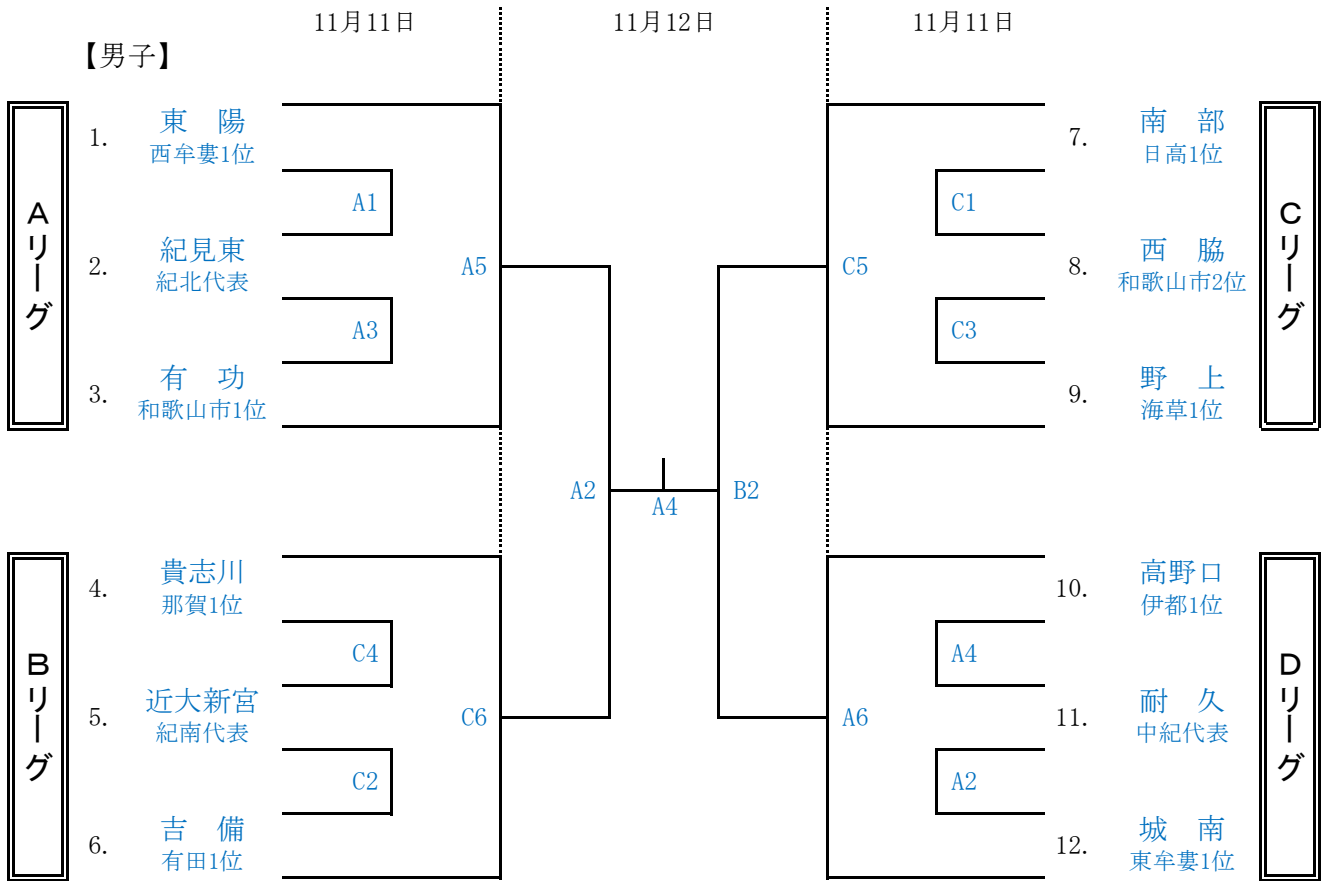 11月11日 11月12日 11月11日
【男子】
Aリーグ
1. 東　陽
西牟婁1位
A1
2. 紀見東
紀北代表
A5
A3
3. 有　功
和歌山市1位
Bリーグ
4. 貴志川
那賀1位
C4
5. 近大新宮
紀南代表
C6
C2
6. 吉　備
有田1位
A2
A4
B2
Cリーグ
7. 南　部
日高1位
C1
8. 西　脇
和歌山市2位
C5
C3
9. 野　上
海草1位
Dリーグ
10. 高野口
伊都1位
A4
11. 耐　久
中紀代表
A6
A2
12. 城　南
東牟婁1位